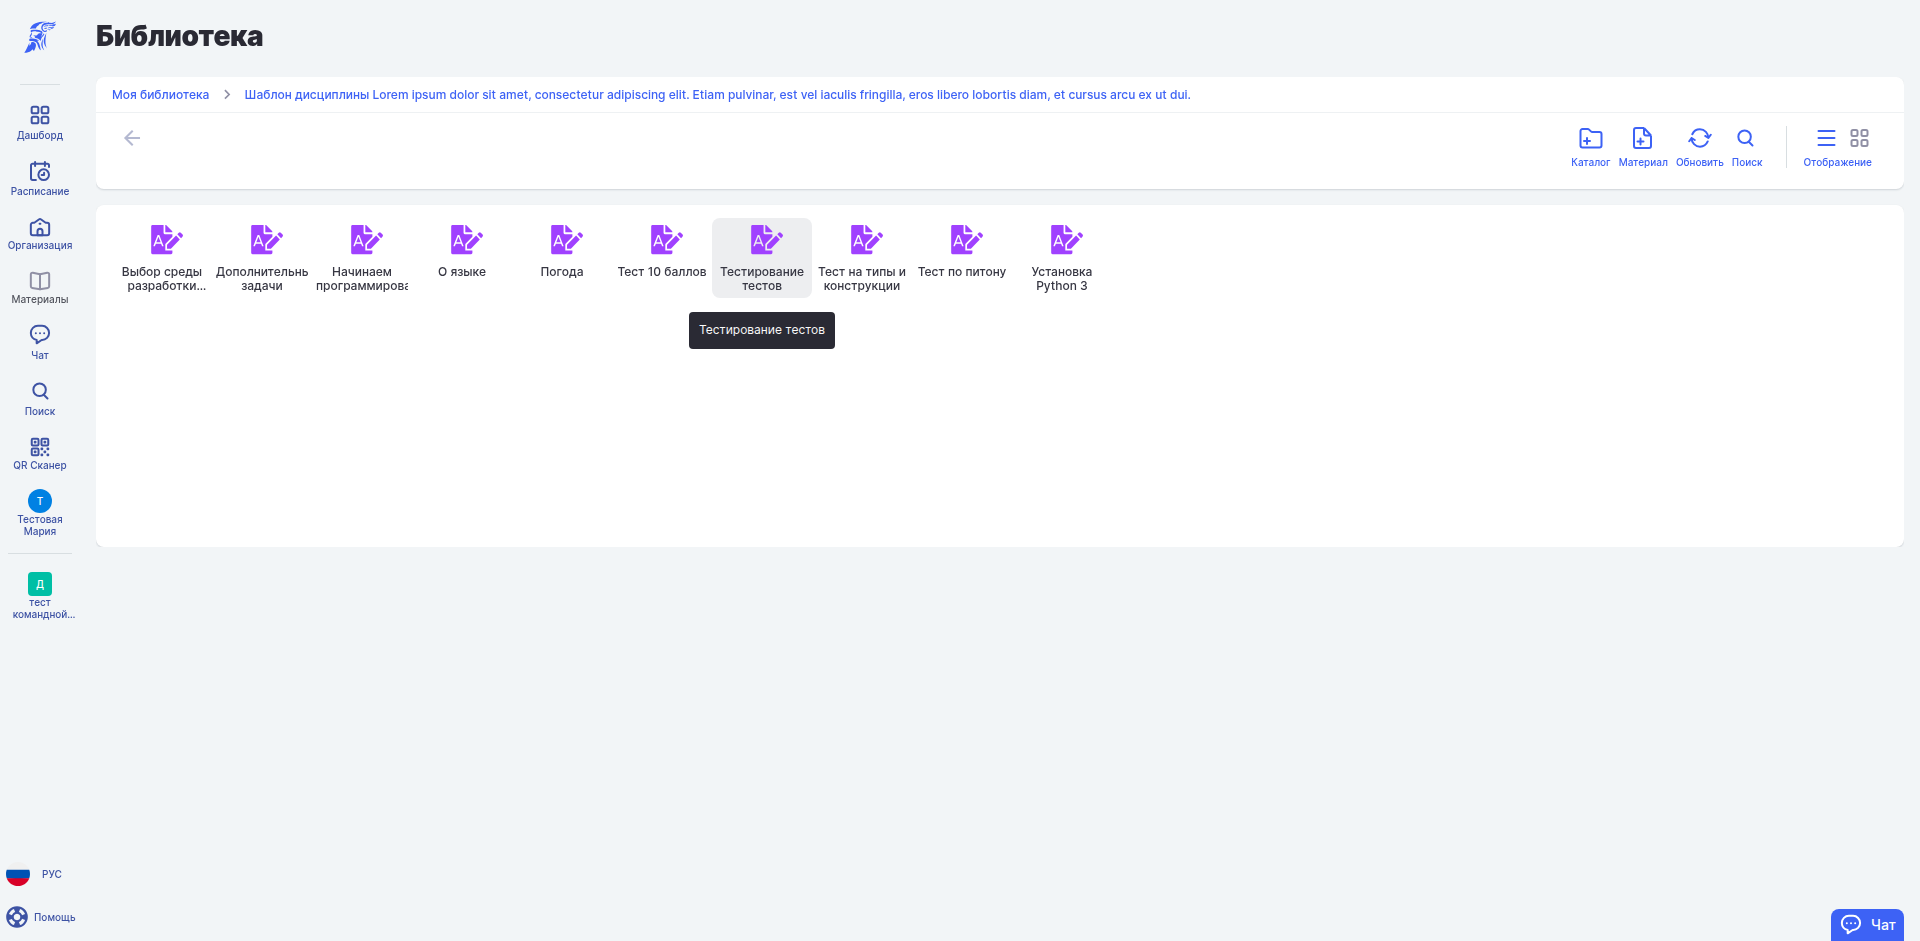 Библиотека
Моя библиотека
Шаблон дисциплины Lorem ipsum dolor sit amet, consectetur adipiscing elit. Etiam pulvinar, est vel iaculis fringilla, eros libero lobortis diam, et cursus arcu ex ut dui.
Каталог
Материал
Обновить
Поиск
Отображение
Дашборд
Расписание
Организация
Материалы
Чат
Поиск
QR Сканер
Т
Тестовая
Мария
Д
тест
командной...
Выбор среды
разработки...
Дополнительнь
задачи
Начинаем
программирова
О языке
Погода
Тест 10 баллов
Тестирование
тестов
Тест на типы и
конструкции
Тест по питону
Установка
Python 3
Тестирование тестов
РУС
Помощь
Чат